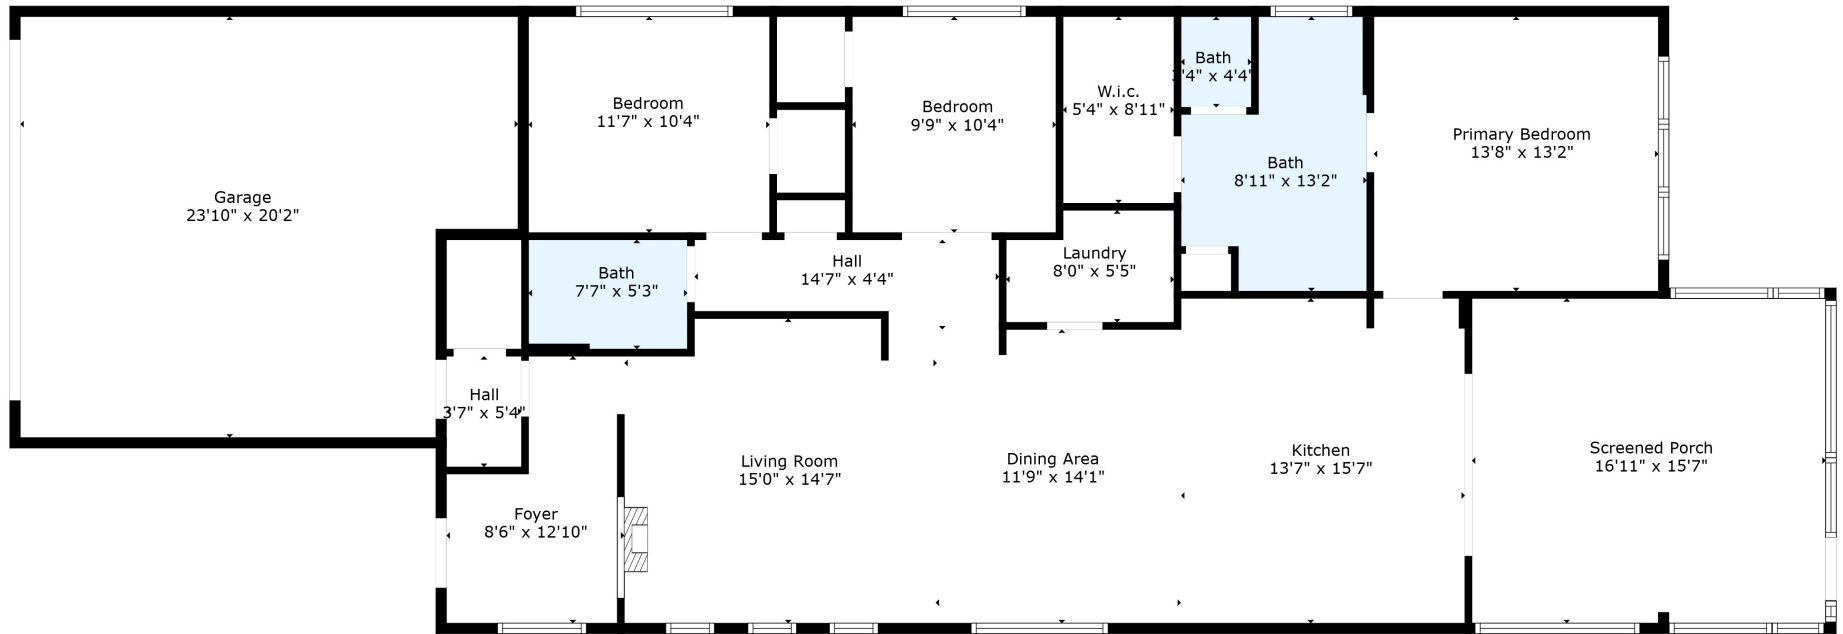 Garage
23'10" x 20'2"
Bedroom
11'7" x 10'4"
Bedroom
9'9" x 10'4"
W.i.c.
5'4" x 8'11"
Bath
3'4" x 4'4"
Bath
8'11" x 13'2"
Primary Bedroom
13'8" x 13'2"
Bath
7'7" x 5'3"
Hall
14'7" x 4'4"
Laundry
8'0" x 5'5"
Hall
3'7" x 5'4"
Foyer
8'6" x 12'10"
Living Room
15'0" x 14'7"
Dining Area
11'9" x 14'1"
Kitchen
13'7" x 15'7"
Screened Porch
16'11" x 15'7"